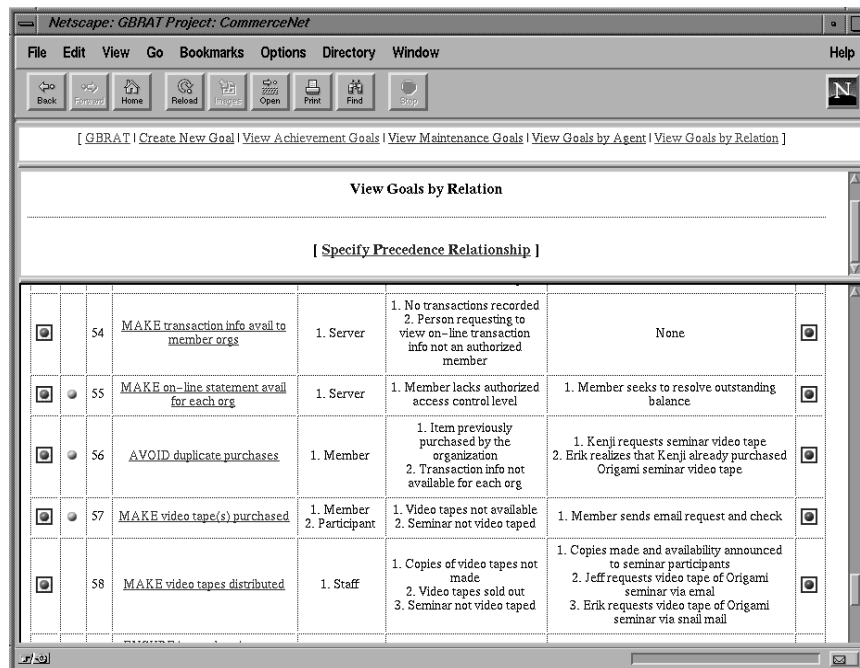 Netscape: GBRAT Project: CommerceNet
File Edit View Go Bookmarks Options Directory Window Help
Back Forward Home Reload Images Open Print Find Stop
N
[ GBRAT | Create New Goal | View Achievement Goals | View Maintenance Goals | View Goals by Agent | View Goals by Relation ]
View Goals by Relation
[ Specify Precedence Relationship ]
54
MAKE transaction info avail to
member orgs
1. Server
1. No transactions recorded
2. Person requesting to
view on-line transaction
info not an authorized
member
None
55
MAKE on-line statement avail
for each org
1. Server
1. Member lacks authorized
access control level
1. Member seeks to resolve outstanding
balance
56
AVOID duplicate purchases
1. Member
1. Item previously
purchased by the
organization
2. Transaction info not
available for each org
1. Kenji requests seminar video tape
2. Erik realizes that Kenji already purchased
Origami seminar video tape
57
MAKE video tape(s) purchased
1. Member
2. Participant
1. Video tapes not available
2. Seminar not video taped
1. Member sends email request and check
58
MAKE video tapes distributed
1. Staff
1. Copies of video tapes not
made
2. Video tapes sold out
3. Seminar not video taped
1. Copies made and availability announced
to seminar participants
2. Jeff requests video tape of Origami
seminar via emal
3. Erik requests video tape of Origami
seminar via snail mail